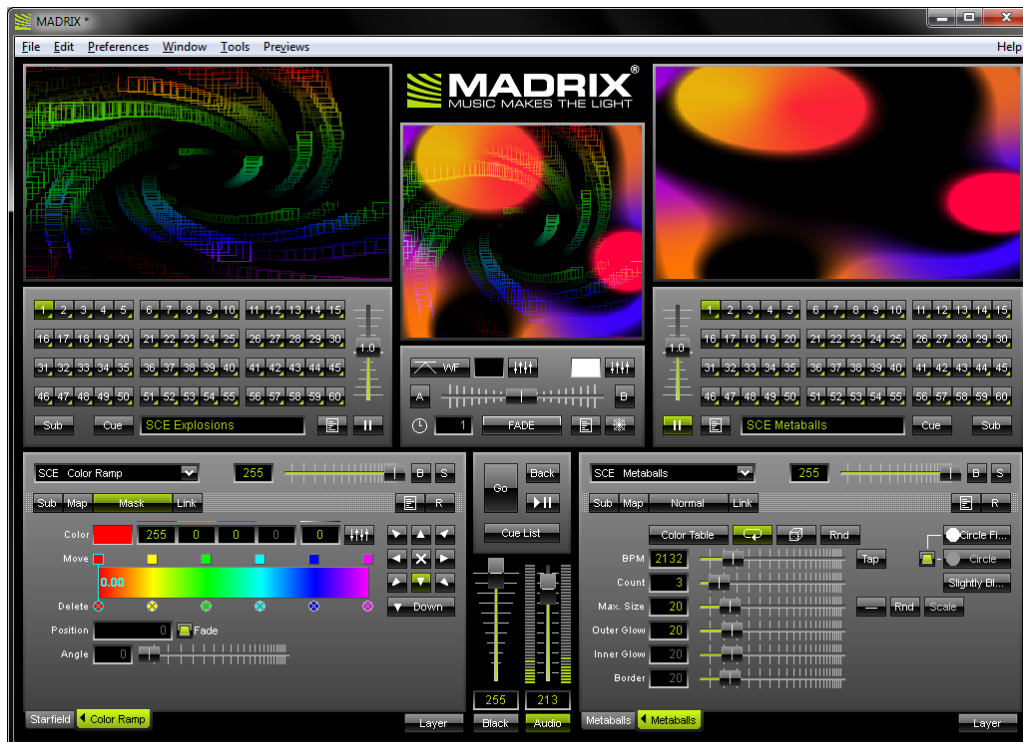 MADRIX *
File Edit Preferences Window Tools Previews Help
MADRIX®
MUSIC MAKES THE LIGHT
1 2 3 4 5 6 7 8 9 10 11 12 13 14 15
16 17 18 19 20 21 22 23 24 25 26 27 28 29 30
31 32 33 34 35 36 37 38 39 40 41 42 43 44 45
46 47 48 49 50 51 52 53 54 55 56 57 58 59 60
1.0
Sub Cue SCE Explosions
WF
A B
1 FADE
1 2 3 4 5 6 7 8 9 10 11 12 13 14 15
16 17 18 19 20 21 22 23 24 25 26 27 28 29 30
31 32 33 34 35 36 37 38 39 40 41 42 43 44 45
46 47 48 49 50 51 52 53 54 55 56 57 58 59 60
1.0
SCE Metaballs Cue Sub
SCE Color Ramp 255 B S
Sub Map Mask Link R
Color 255 0 0 0 0
Move
0.00
Delete
Down
Position 0 Fade
Angle 0
Starfield Color Ramp Layer
Go Back
Cue List
255 213
Black Audio
SCE Metaballs 255 B S
Sub Map Normal Link R
Color Table Rnd Circle Fi...
BPM 2132 Tap Circle
Count 3 Slightly Bl...
Max. Size 20 Rnd Scale
Outer Glow 20
Inner Glow 20
Border 20
Metaballs Metaballs Layer